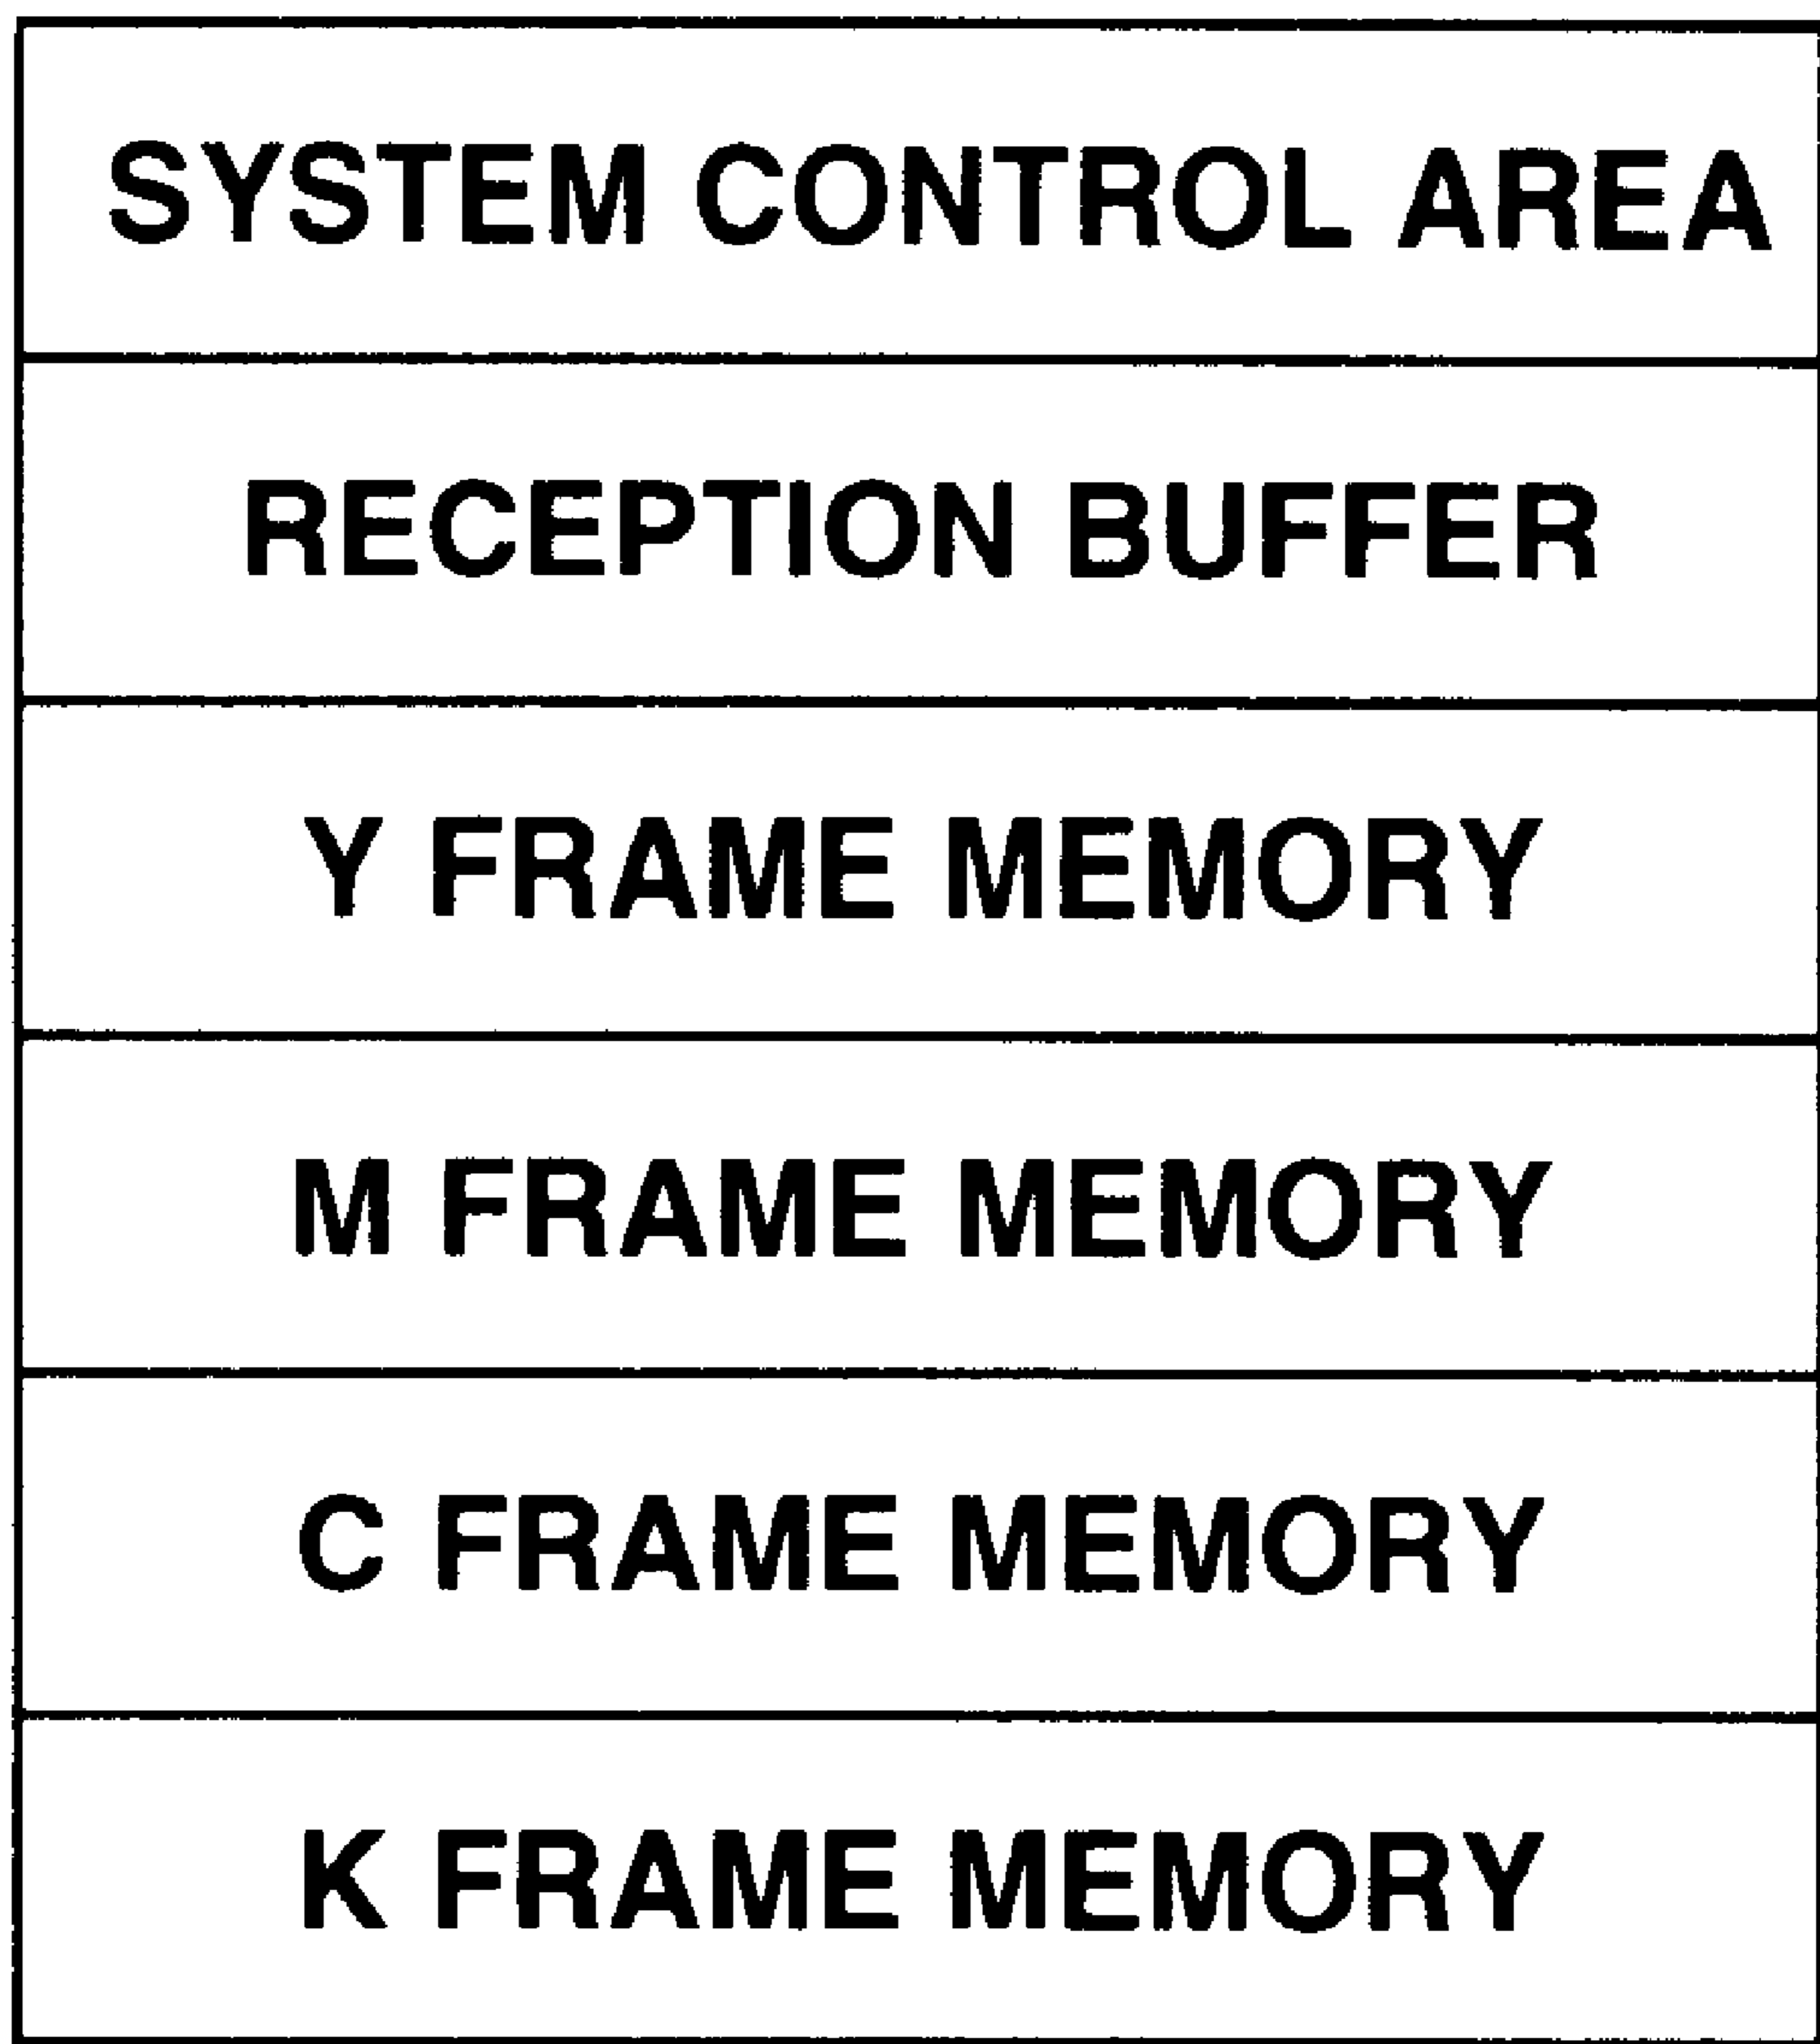 SYSTEM CONTROL AREA
RECEPTION BUFFER
Y FRAME MEMORY
M FRAME MEMORY
C FRAME MEMORY
K FRAME MEMORY